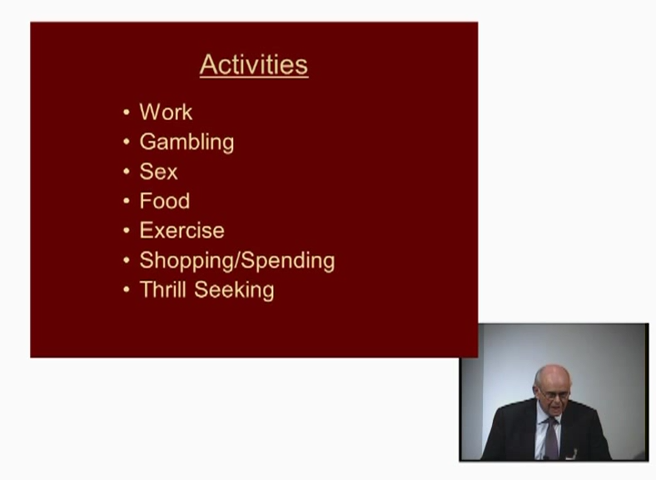 Activities
• Work
• Gambling
• Sex
• Food
• Exercise
• Shopping/Spending
• Thrill Seeking